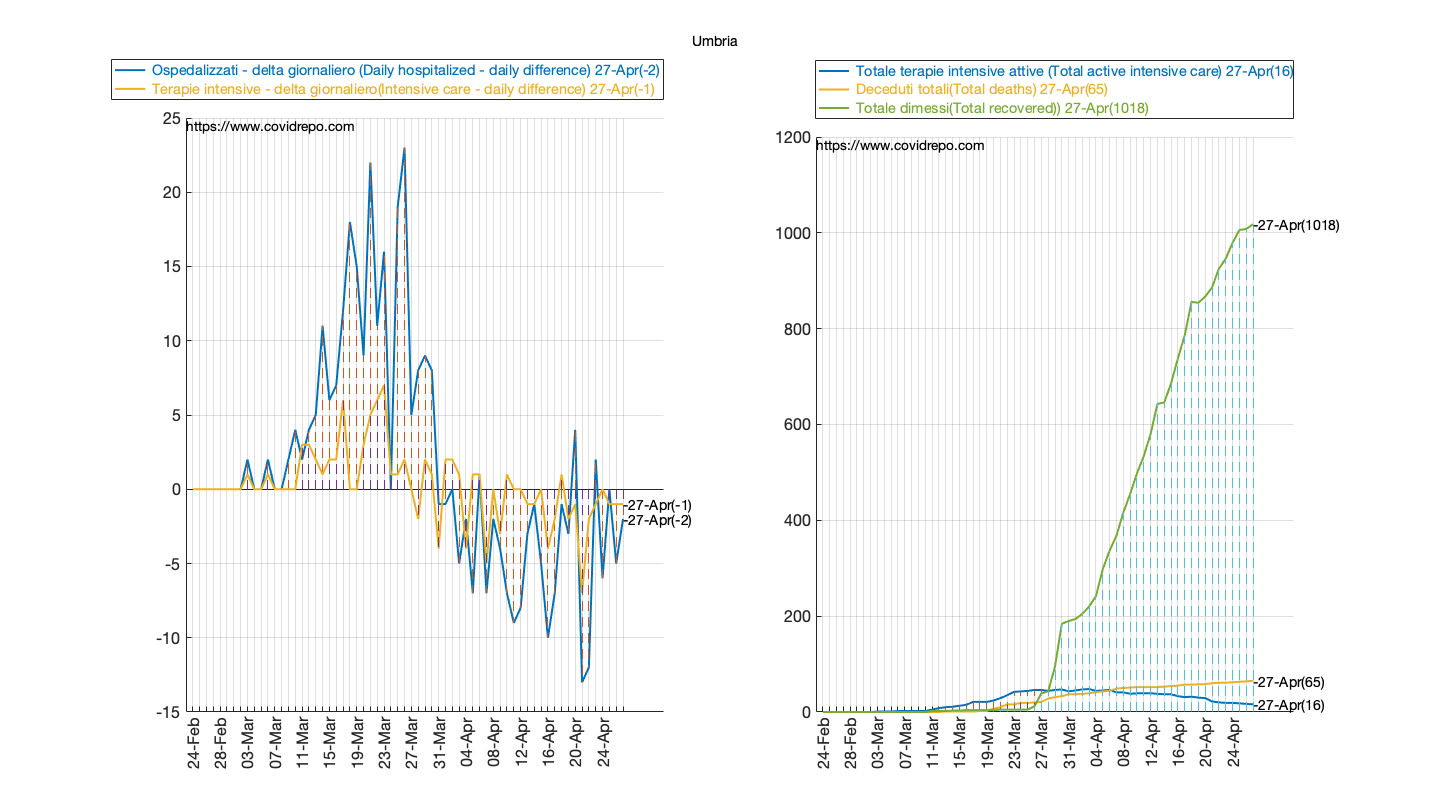 Umbria
Ospedalizzati - delta giornaliero (Daily hospitalized - daily difference) 27-Apr(-2)
Terapie intensive - delta giornaliero(Intensive care - daily difference) 27-Apr(-1)
https://www.covidrepo.com
25
20
15
10
5
0
-5
-10
-15
-27-Apr(-1)
-27-Apr(-2)
24-Feb
28-Feb
03-Mar
07-Mar
11-Mar
15-Mar
19-Mar
23-Mar
27-Mar
31-Mar
04-Apr
08-Apr
12-Apr
16-Apr
20-Apr
24-Apr
Totale terapie intensive attive (Total active intensive care) 27-Apr(16)
Deceduti totali(Total deaths) 27-Apr(65)
Totale dimessi(Total recovered)) 27-Apr(1018)
https://www.covidrepo.com
1200
1000
800
600
400
200
0
-27-Apr(1018)
-27-Apr(65)
-27-Apr(16)
24-Feb
28-Feb
03-Mar
07-Mar
11-Mar
15-Mar
19-Mar
23-Mar
27-Mar
31-Mar
04-Apr
08-Apr
12-Apr
16-Apr
20-Apr
24-Apr